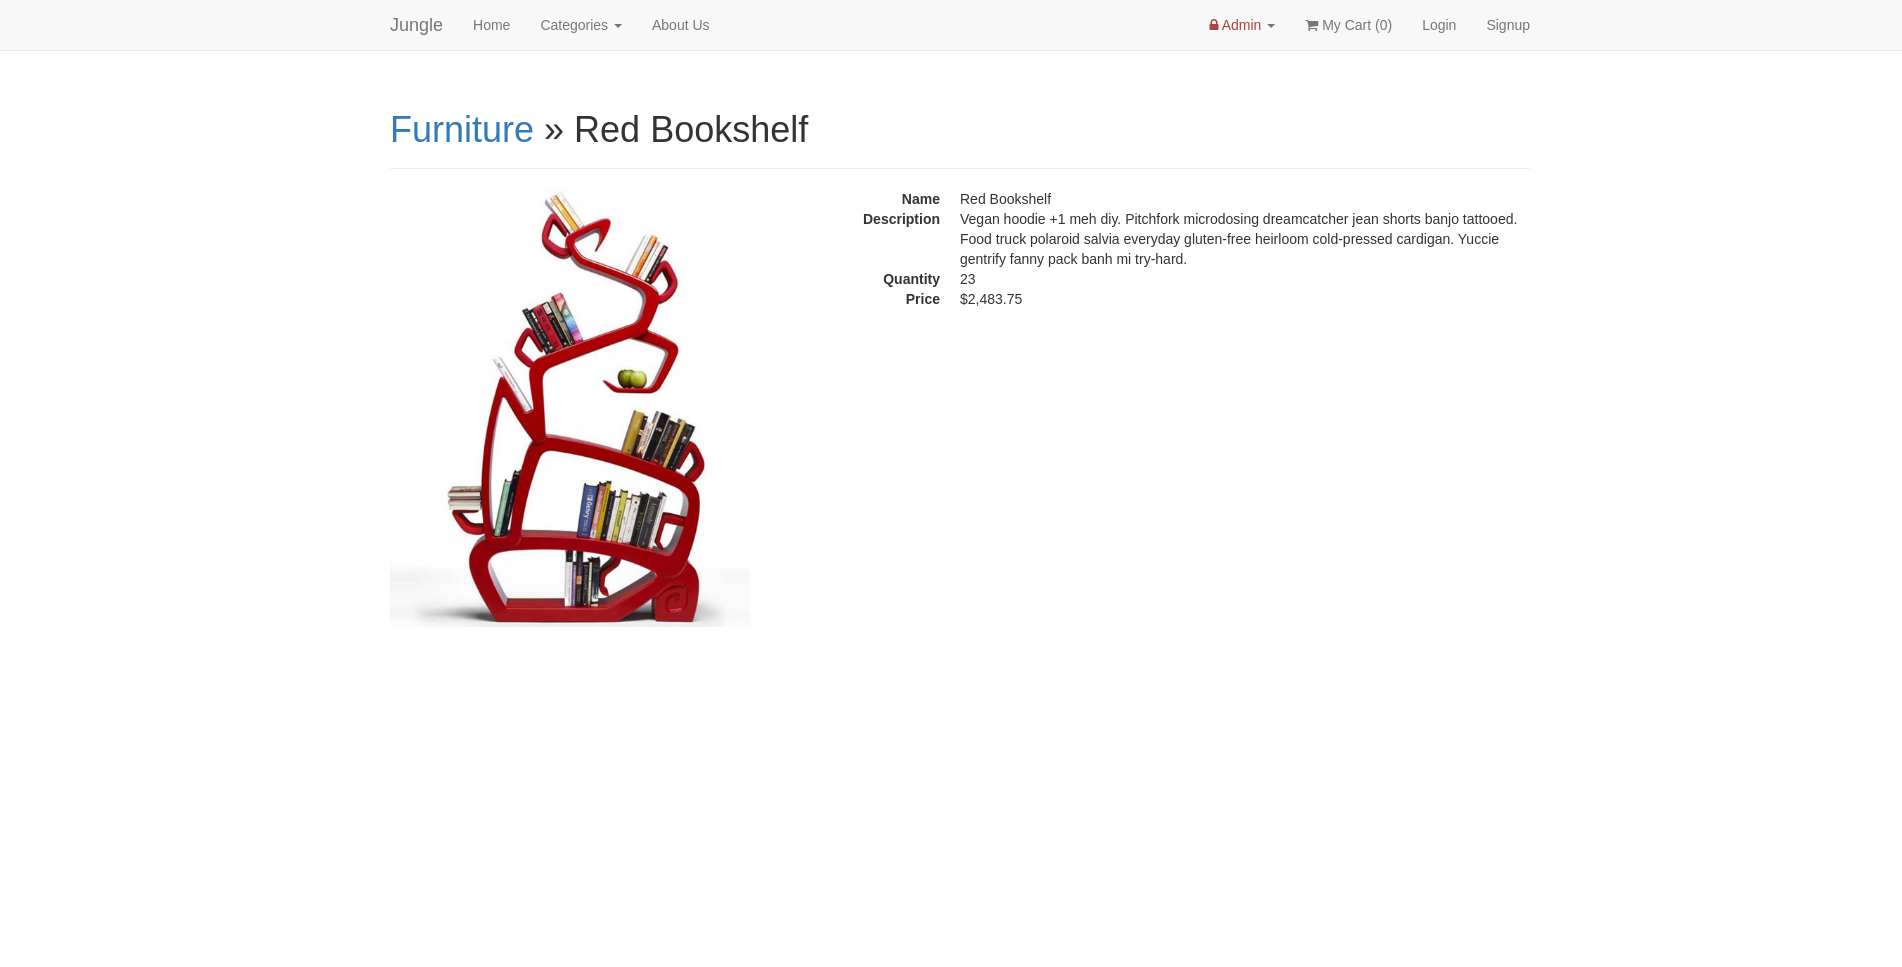 Jungle Home Categories About Us Admin My Cart (0) Login Signup
Furniture » Red Bookshelf
Name Red Bookshelf
Description Vegan hoodie +1 meh diy. Pitchfork microdosing dreamcatcher jean shorts banjo tattooed.
Food truck polaroid salvia everyday gluten-free heirloom cold-pressed cardigan. Yuccie
gentrify fanny pack banh mi try-hard.
Quantity 23
Price $2,483.75